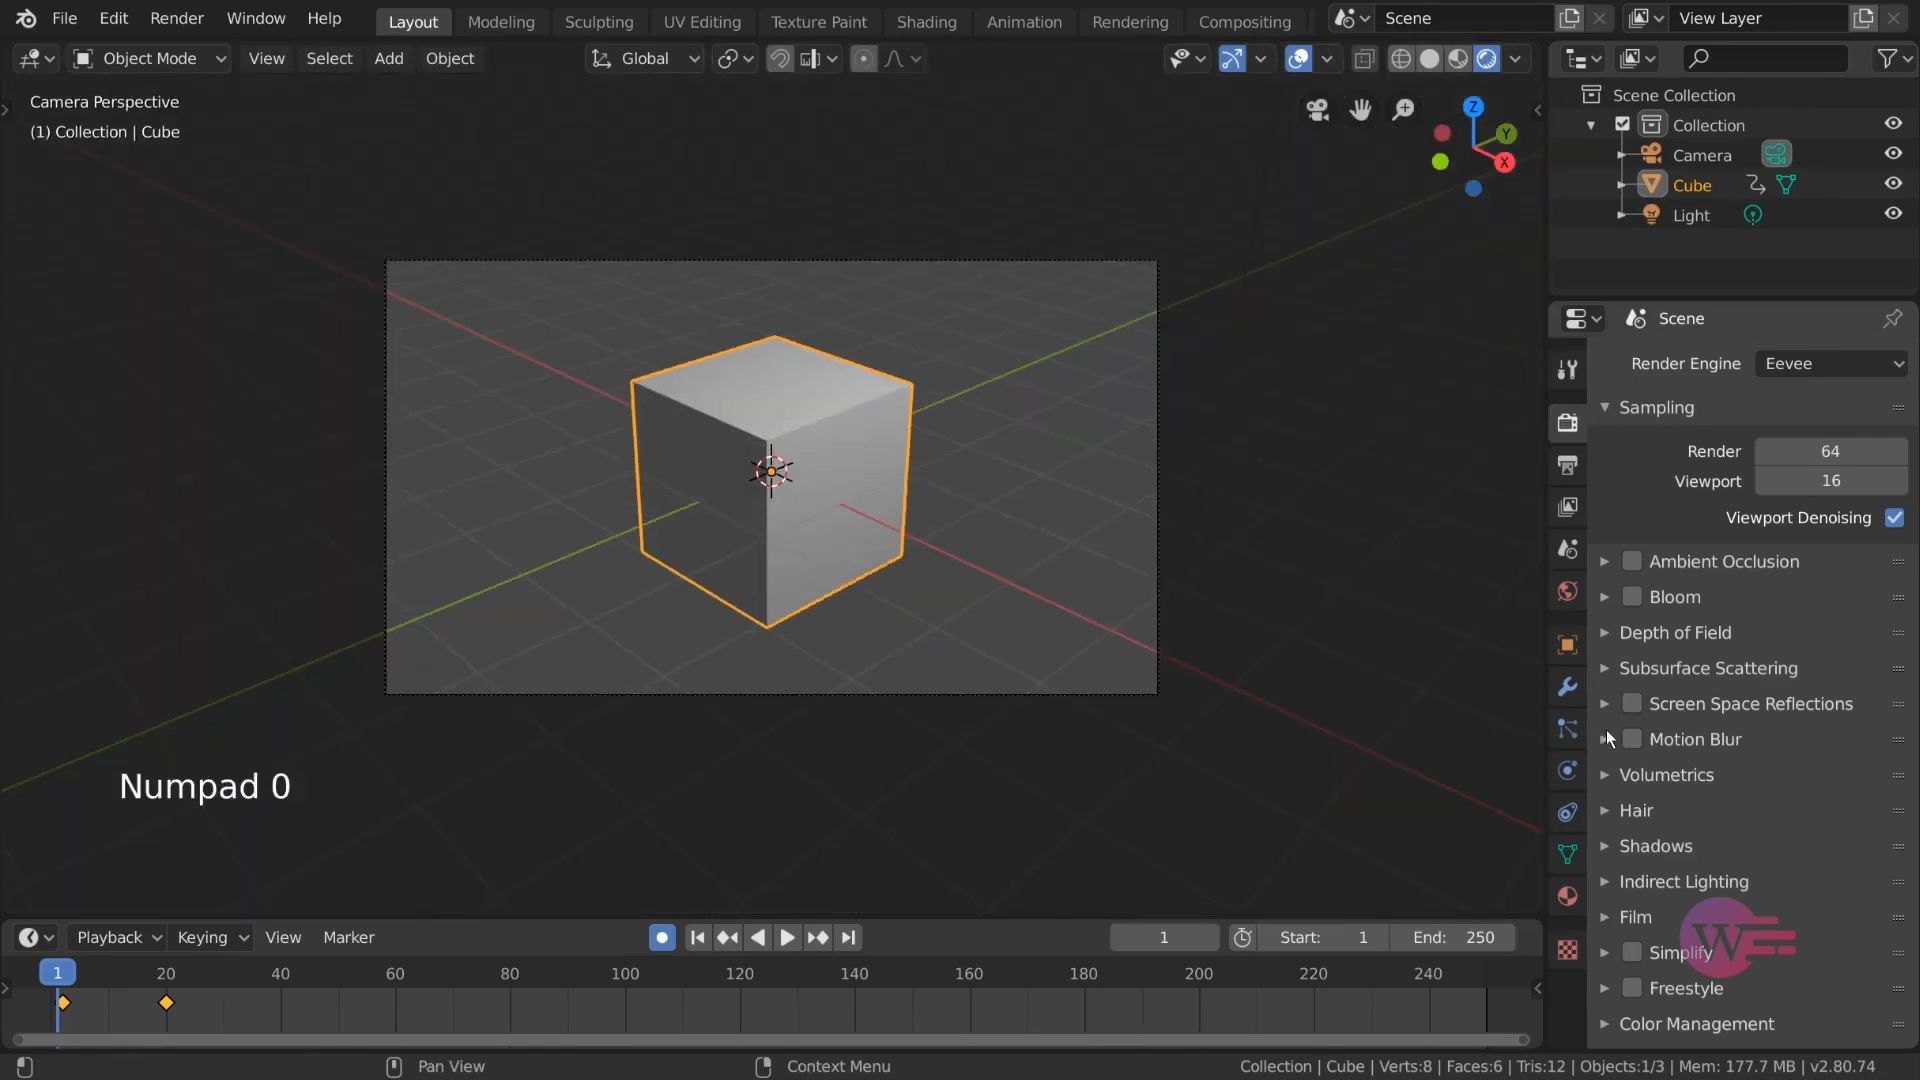 File Edit Render Window Help Layout Modeling Sculpting UV Editing Texture Paint Shading Animation Rendering Compositing Scene View Layer
Object Mode View Select Add Object Global
Camera Perspective
(1) Collection | Cube
Z
Y
X
Scene Collection
Collection
Camera
Cube
Light
Scene
Render Engine Eevee
Sampling
Render 64
Viewport 16
Viewport Denoising
Ambient Occlusion
Bloom
Depth of Field
Subsurface Scattering
Screen Space Reflections
Motion Blur
Volumetrics
Hair
Shadows
Indirect Lighting
Film
Simplify
Freestyle
Color Management
W
Numpad 0
Playback Keying View Marker 1 Start: 1 End: 250
1 20 40 60 80 100 120 140 160 180 200 220 240
Pan View Context Menu Collection | Cube | Verts:8 | Faces:6 | Tris:12 | Objects:1/3 | Mem: 177.7 MB | v2.80.74